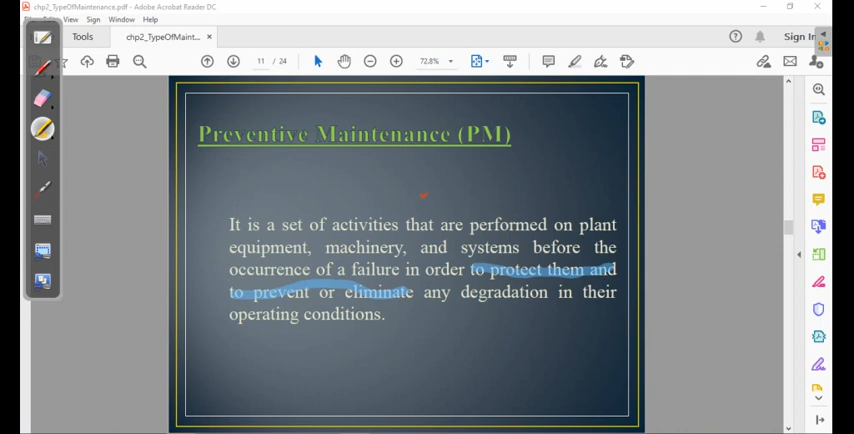 chp2_TypeOfMaintenance.pdf - Adobe Acrobat Reader DC
View Sign Window Help
Tools chp2_TypeOfMaint... × Sign In
11 / 24 72.8%
Preventive Maintenance (PM)
It is a set of activities that are performed on plant
equipment, machinery, and systems before the
occurrence of a failure in order to protect them and
to prevent or eliminate any degradation in their
operating conditions.